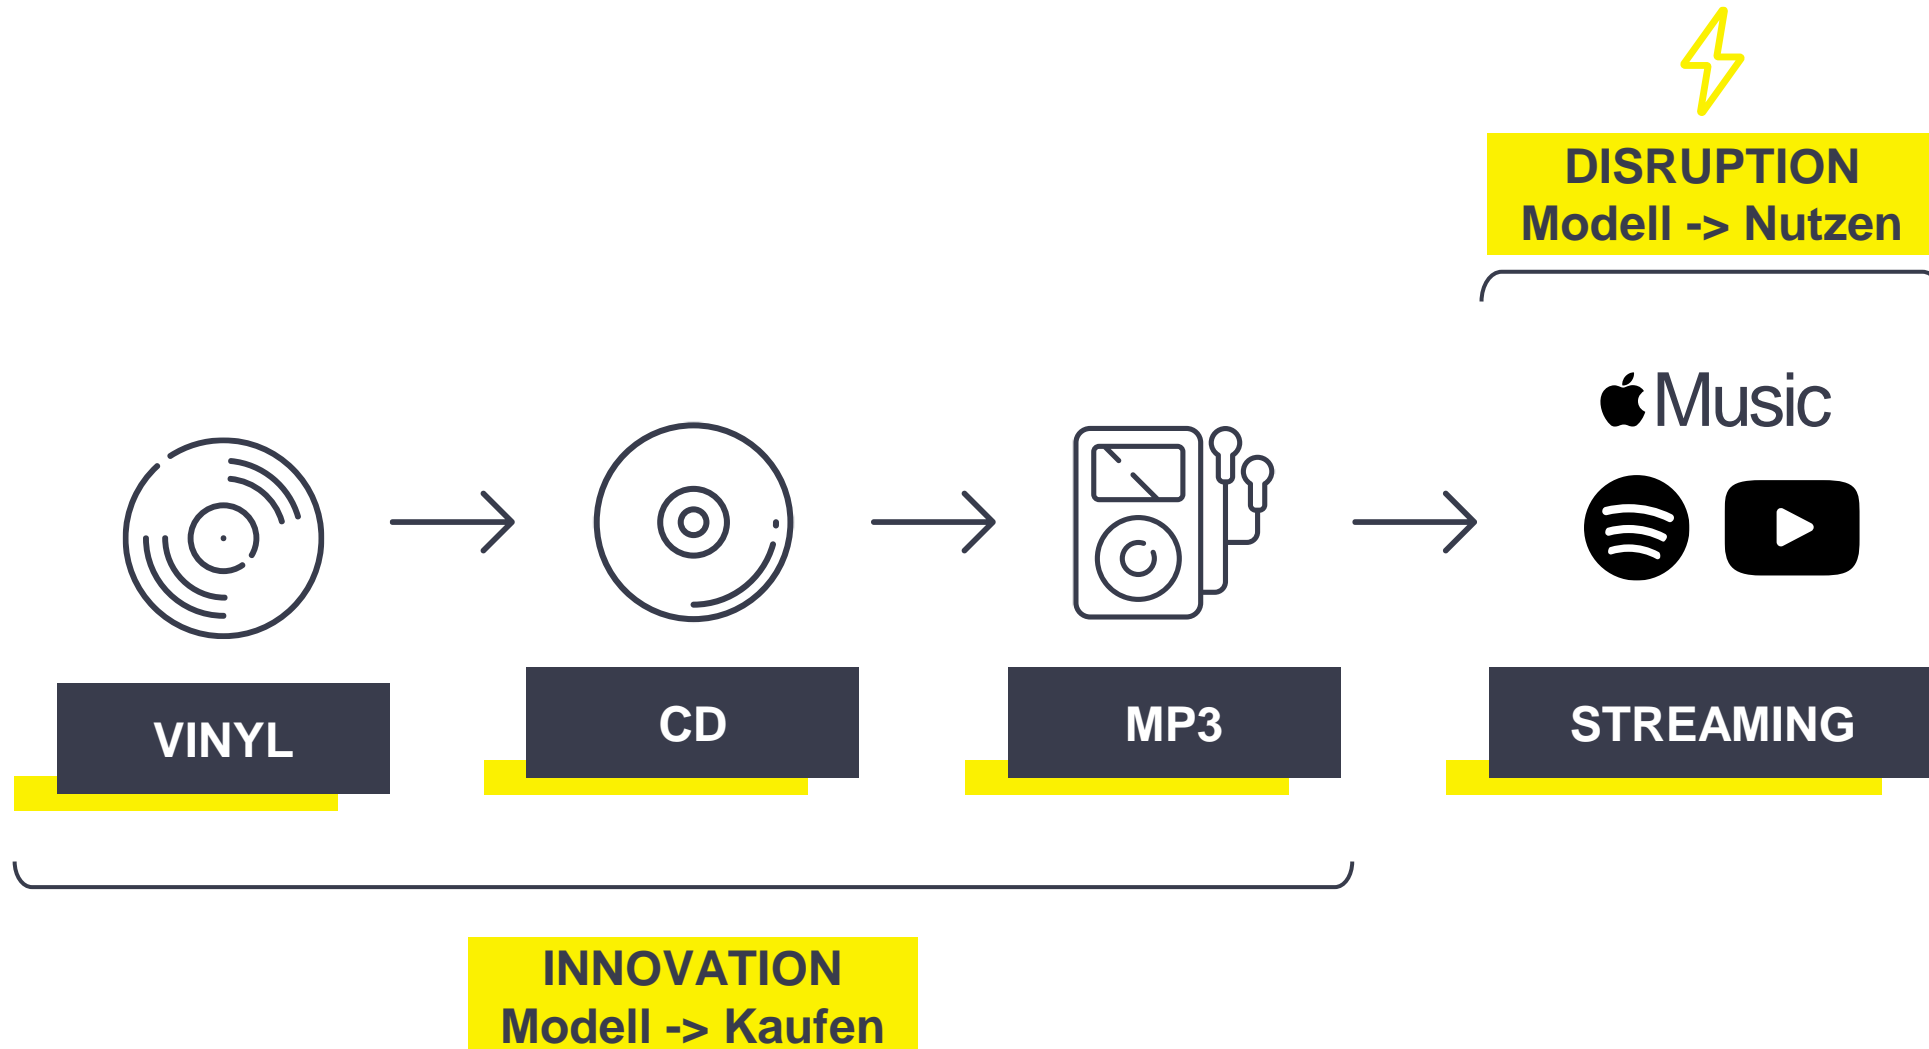 DISRUPTION
Modell -> Nutzen
Music
VINYL
CD
MP3
STREAMING
INNOVATION
Modell -> Kaufen